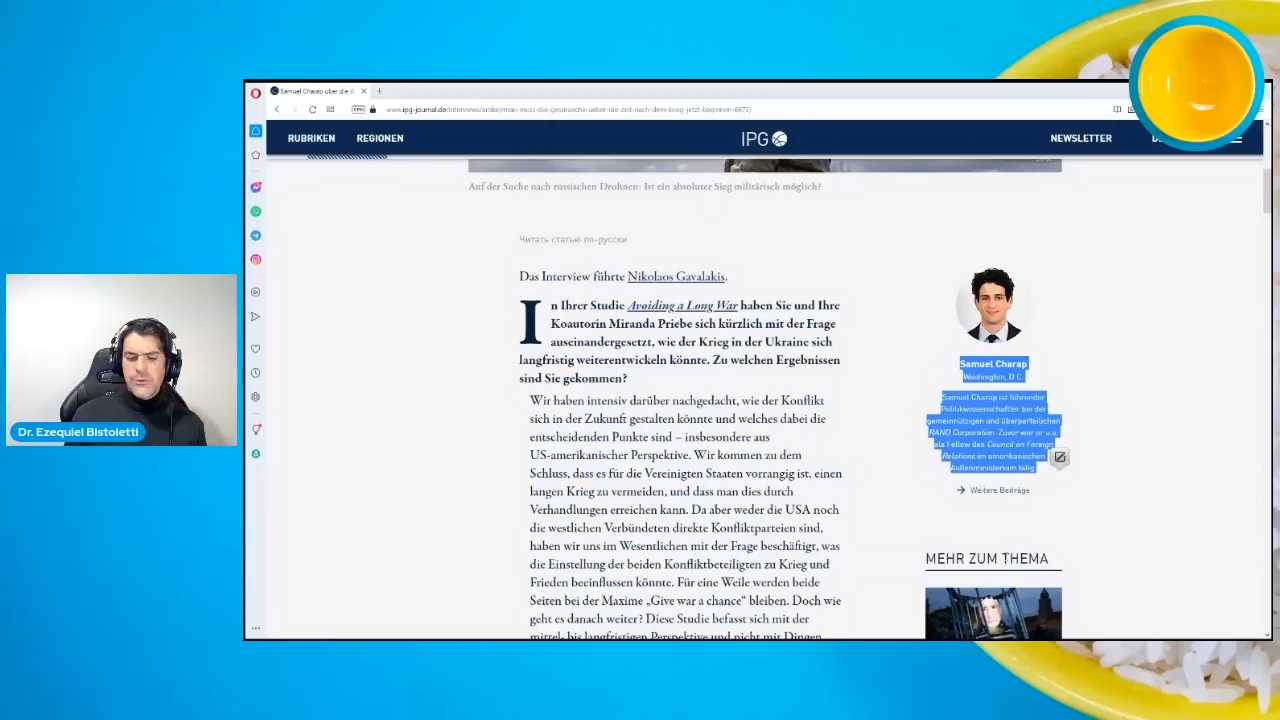 Samuel Charap über die A
VPN
www.ipg-journal.de/interviews/artikel/man-muss-die-gespraeche-ueber-die-zeit-nach-dem-krieg-jetzt-beginnen-6672/
RUBRIKEN
REGIONEN
IPG
NEWSLETTER
Auf der Suche nach russischen Drohnen: Ist ein absoluter Sieg militärisch möglich?
Читать статью по-русски
Das Interview führte Nikolaos Gavalakis.
In Ihrer Studie Avoiding a Long War haben Sie und Ihre
Koautorin Miranda Priebe sich kürzlich mit der Frage
auseinandergesetzt, wie der Krieg in der Ukraine sich
langfristig weiterentwickeln könnte. Zu welchen Ergebnissen
sind Sie gekommen?
Wir haben intensiv darüber nachgedacht, wie der Konflikt
sich in der Zukunft gestalten könnte und welches dabei die
entscheidenden Punkte sind – insbesondere aus
US-amerikanischer Perspektive. Wir kommen zu dem
Schluss, dass es für die Vereinigten Staaten vorrangig ist, einen
langen Krieg zu vermeiden, und dass man dies durch
Verhandlungen erreichen kann. Da aber weder die USA noch
die westlichen Verbündeten direkte Konfliktparteien sind,
haben wir uns im Wesentlichen mit der Frage beschäftigt, was
die Einstellung der beiden Konfliktbeteiligten zu Krieg und
Frieden beeinflussen könnte. Für eine Weile werden beide
Seiten bei der Maxime „Give war a chance“ bleiben. Doch wie
geht es danach weiter? Diese Studie befasst sich mit der
mittel- bis langfristigen Perspektive und nicht mit Dingen,
Samuel Charap
Washington, D.C.
Samuel Charap ist führender
Politikwissenschaftler bei der
gemeinnützigen und überparteilichen
RAND Corporation. Zuvor war er u.a.
als Fellow des Council on Foreign
Relations im amerikanischen
Außenministerium tätig.
Weitere Beiträge
MEHR ZUM THEMA
Dr. Ezequiel Bistoletti